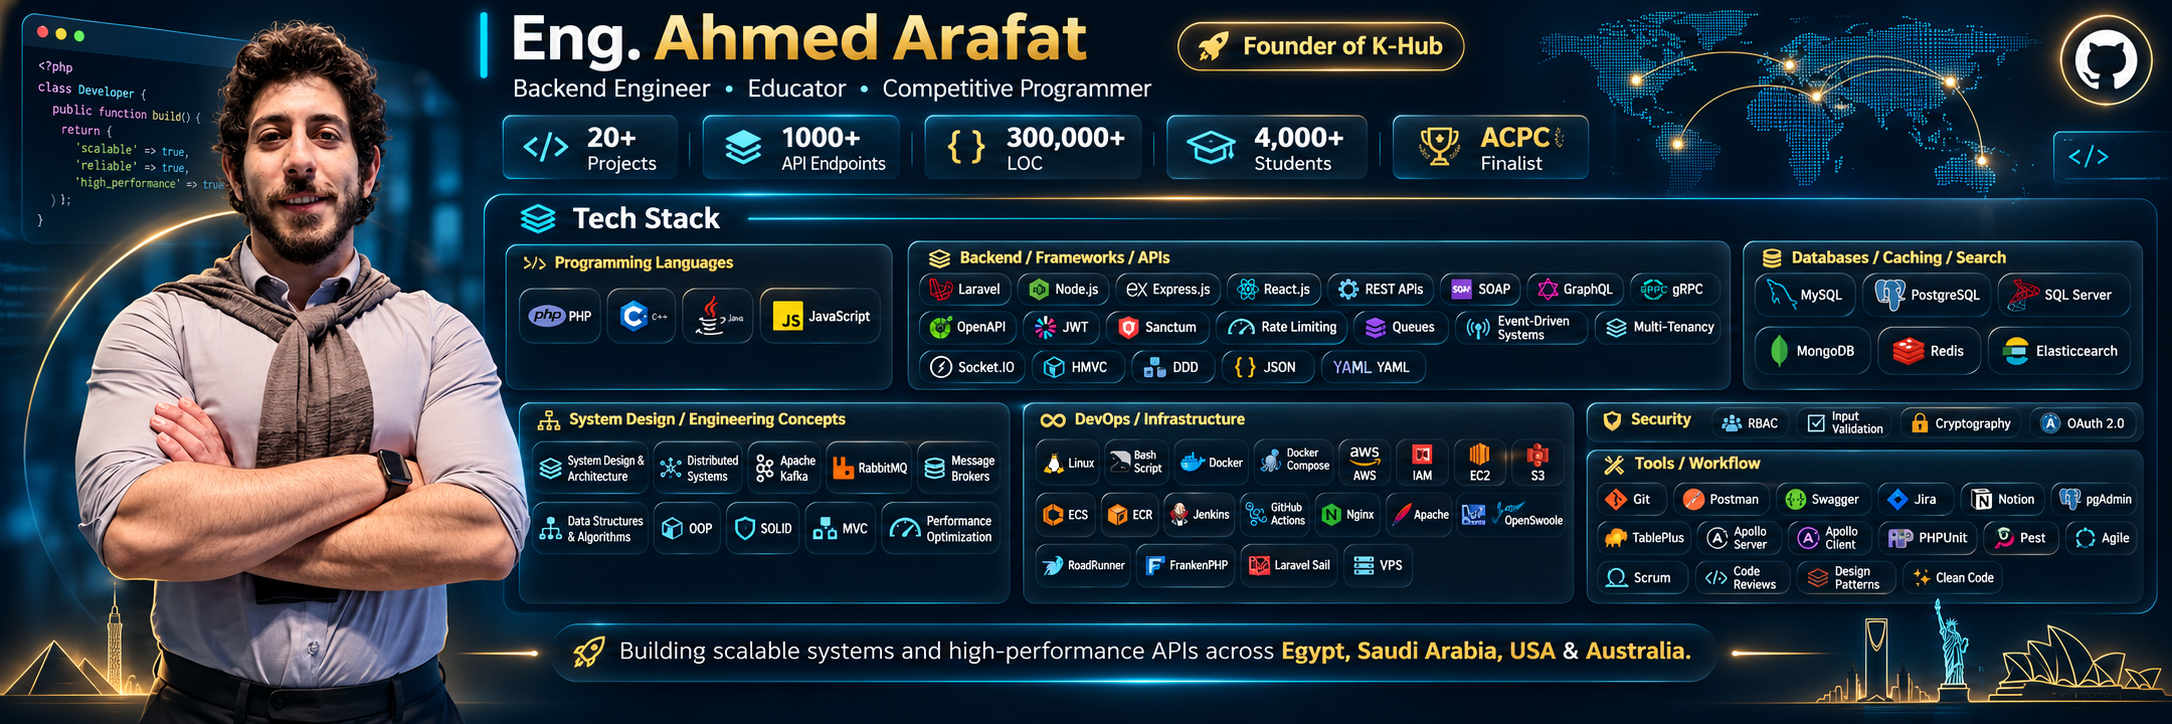 <?php
class Developer {
public function build() {
return [
'scalable' => true,
'reliable' => true,
'high_performance' => true
) };
}
Eng. Ahmed Arafat
Founder of K-Hub
Backend Engineer • Educator • Competitive Programmer
20+
Projects
1000+
API Endpoints
{ } 300,000+
LOC
4,000+
Students
ACPC
Finalist
</>
Tech Stack
Programming Languages
php PHP
C++
Java
JS JavaScript
Backend / Frameworks / APIs
Laravel
Node.js
ex Express.js
React.js
REST APIs
SOAP
GraphQL
gRPC
OpenAPI
JWT
Sanctum
Rate Limiting
Queues
Event-Driven
Systems
Multi-Tenancy
Socket.IO
HMVC
DDD
{ } JSON
YAML YAML
Databases / Caching / Search
MySQL
PostgreSQL
SQL Server
MongoDB
Redis
Elasticcearch
System Design / Engineering Concepts
System Design &
Architecture
Distributed
Systems
Apache
Kafka
RabbitMQ
Message
Brokers
Data Structures
& Algorithms
OOP
SOLID
MVC
Performance
Optimization
DevOps / Infrastructure
Linux
Bash
Script
Docker
Docker
Compose
aws
AWS
IAM
EC2
S3
ECS
ECR
Jenkins
GitHub
Actions
Nginx
Apache
OpenSwoole
RoadRunner
F FrankenPHP
Laravel Sail
VPS
Security
RBAC
Input
Validation
Cryptography
OAuth 2.0
Tools / Workflow
Git
Postman
Swagger
Jira
Notion
pgAdmin
TablePlus
Apollo
Server
Apollo
Client
PHPUnit
Pest
Agile
Scrum
Code
Reviews
Design
Patterns
Clean Code
Building scalable systems and high-performance APIs across Egypt, Saudi Arabia, USA & Australia.